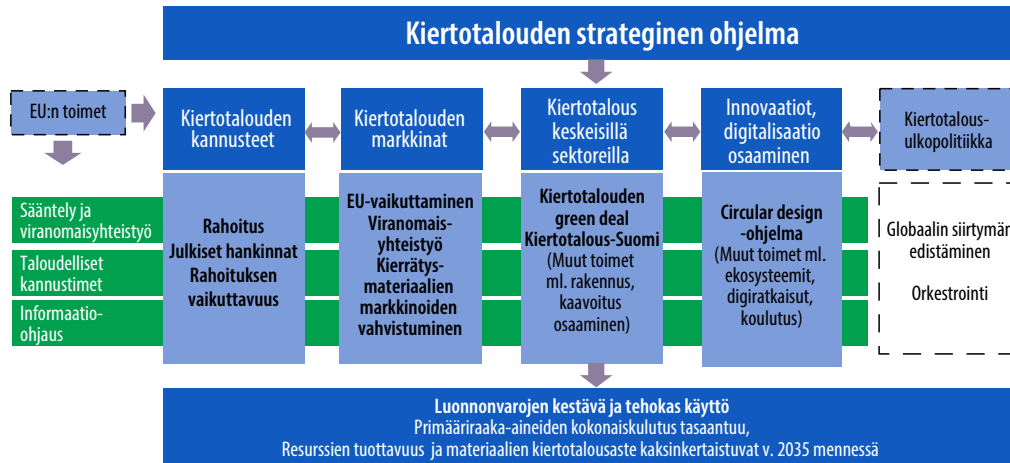 Kiertotalouden strateginen ohjelma
EU:n toimet
Kiertotalouden
kannusteet
Kiertotalouden
markkinat
Kiertotalous
keskeisillä
sektoreilla
Innovaatiot,
digitalisaatio
osaaminen
Kiertotalous-
ulkopolitiikka
Sääntely ja
viranomaisyhteistyö
Taloudelliset
kannustimet
Informaatio-
ohjaus
Rahoitus
Julkiset hankinnat
Rahoituksen
vaikuttavuus
EU-vaikuttaminen
Viranomais-
yhteistyö
Kierrätys-
materiaalien
markkinoiden
vahvistuminen
Kiertotalouden
green deal
Kiertotalous-Suomi
(Muut toimet
ml. rakennus,
kaavoitus
osaaminen)
Circular design
-ohjelma
(Muut toimet ml.
ekosysteemit,
digiratkaisut,
koulutus)
Globaalin siirtymän
edistäminen
Orkestrointi
Luonnonvarojen kestävä ja tehokas käyttö
Primääriraaka-aineiden kokonaiskulutus tasaantuu,
Resurssien tuottavuus ja materiaalien kiertotalousaste kaksinkertaistuvat v. 2035 mennessä